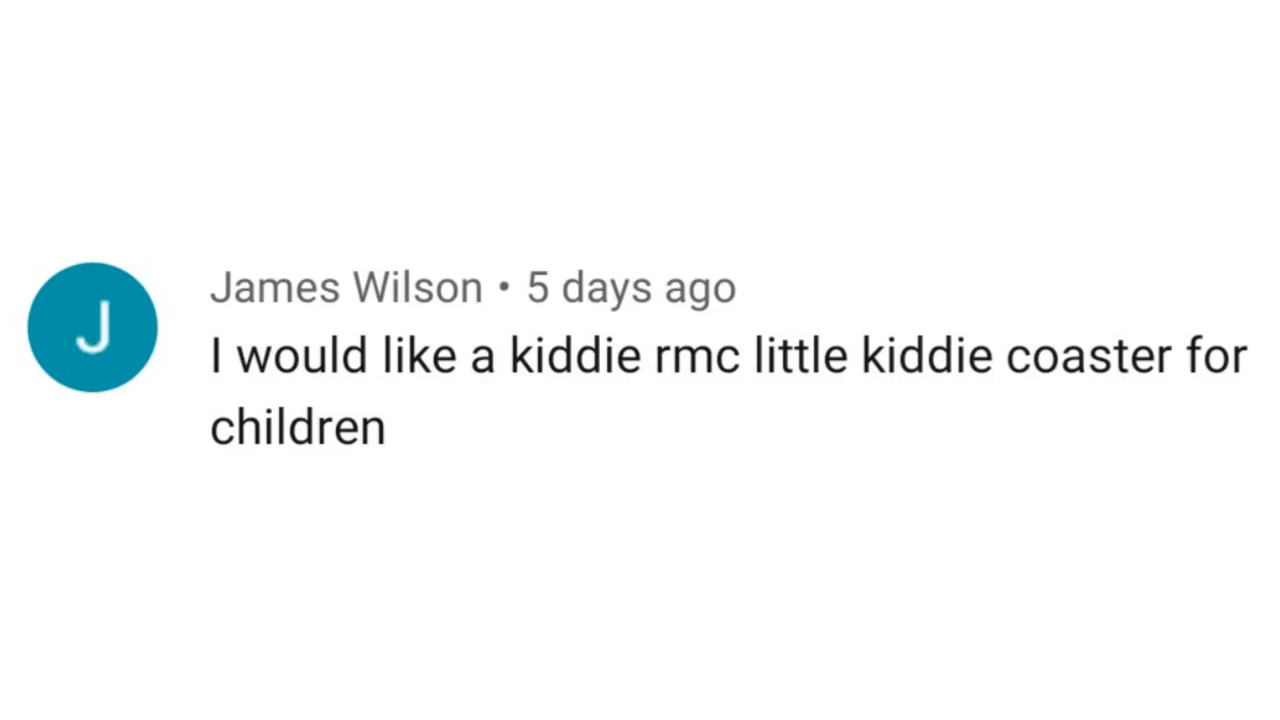 J
James Wilson • 5 days ago
I would like a kiddie rmc little kiddie coaster for
children